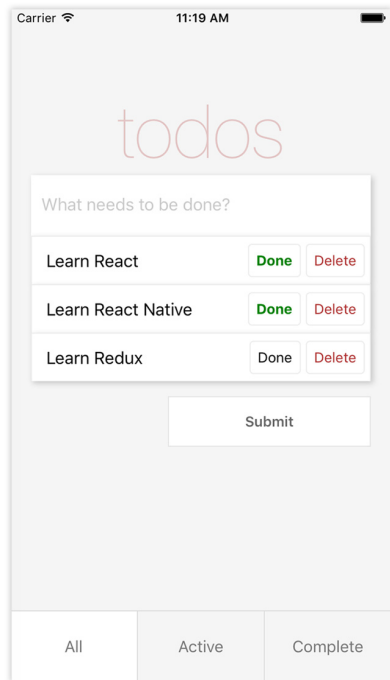 Carrier 11:19 AM
todos
What needs to be done?
Learn React Done Delete
Learn React Native Done Delete
Learn Redux Done Delete
Submit
All Active Complete